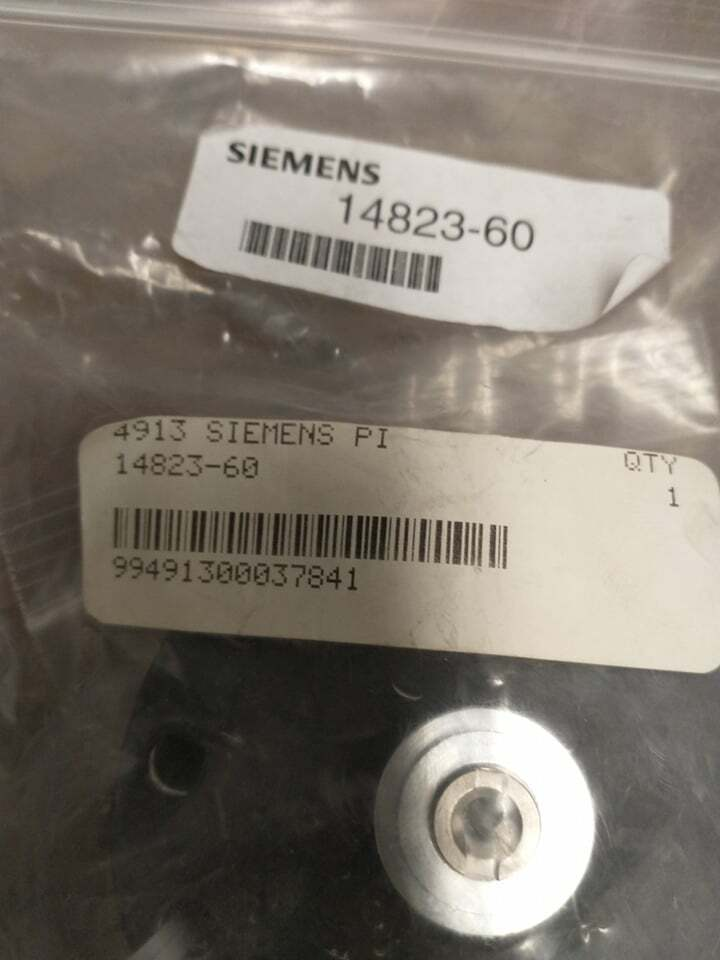 SIEMENS
14823-60
4913 SIEMENS PI
14823-60
QTY
1
99491300037841